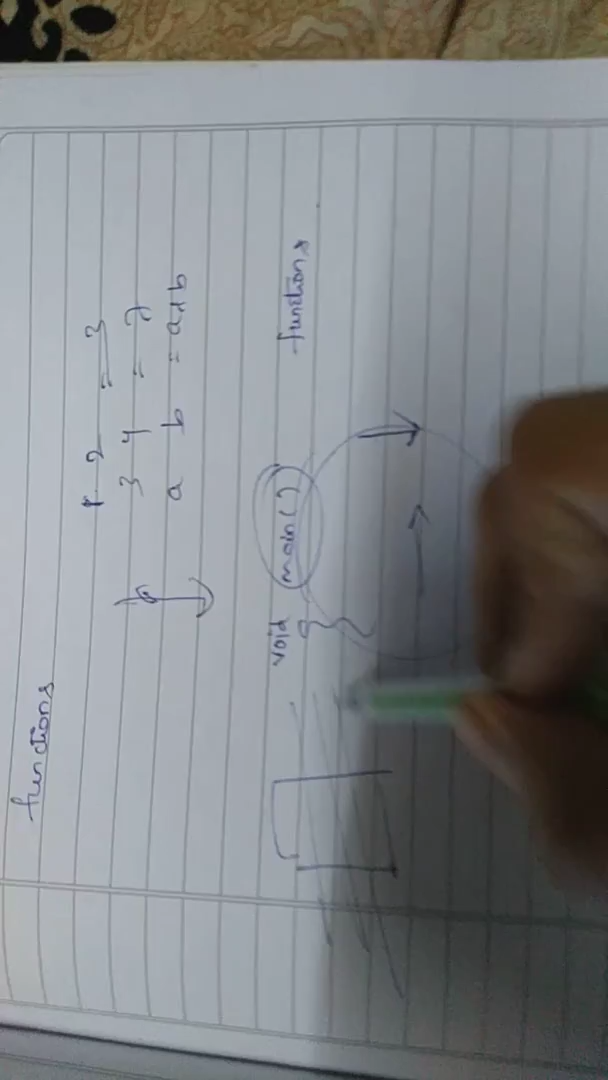 functions
1 2 = 3
3 4 = 7
a b = a+b
void main() functions
{